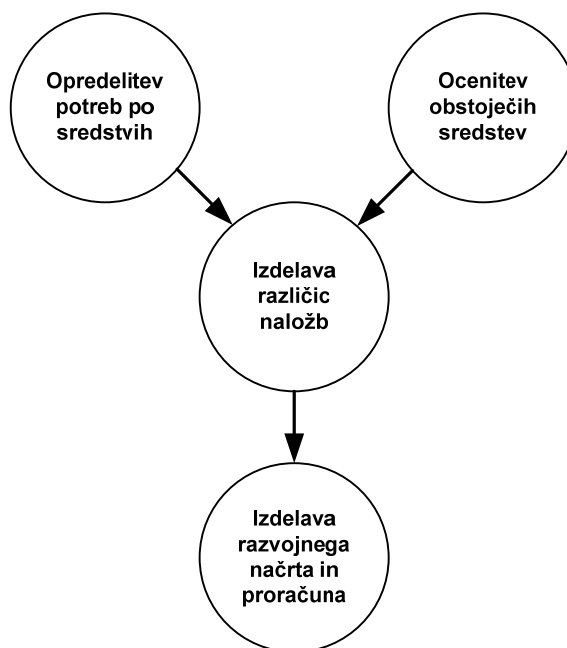 Opredelitev
potreb po
sredstvih
Ocenitev
obstoječih
sredstev
Izdelava
različic
naložb
Izdelava
razvojnega
načrta in
proračuna